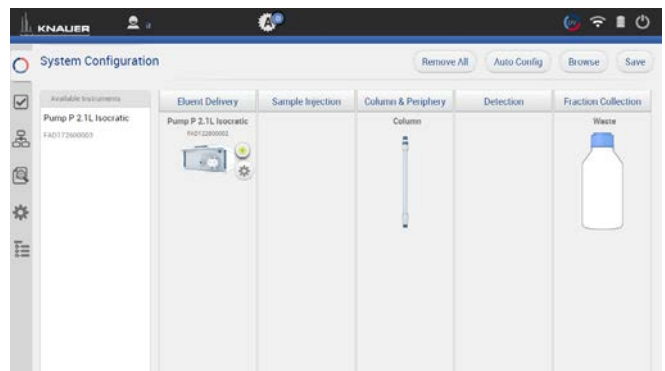 KNAUER
a
A
System Configuration
Remove All
Auto Config
Browse
Save
Available Instruments
Eluent Delivery
Sample Injection
Column & Periphery
Detection
Fraction Collection
Pump P 2.1L Isocratic
FAD172600003
Pump P 2.1L Isocratic
Column
Waste